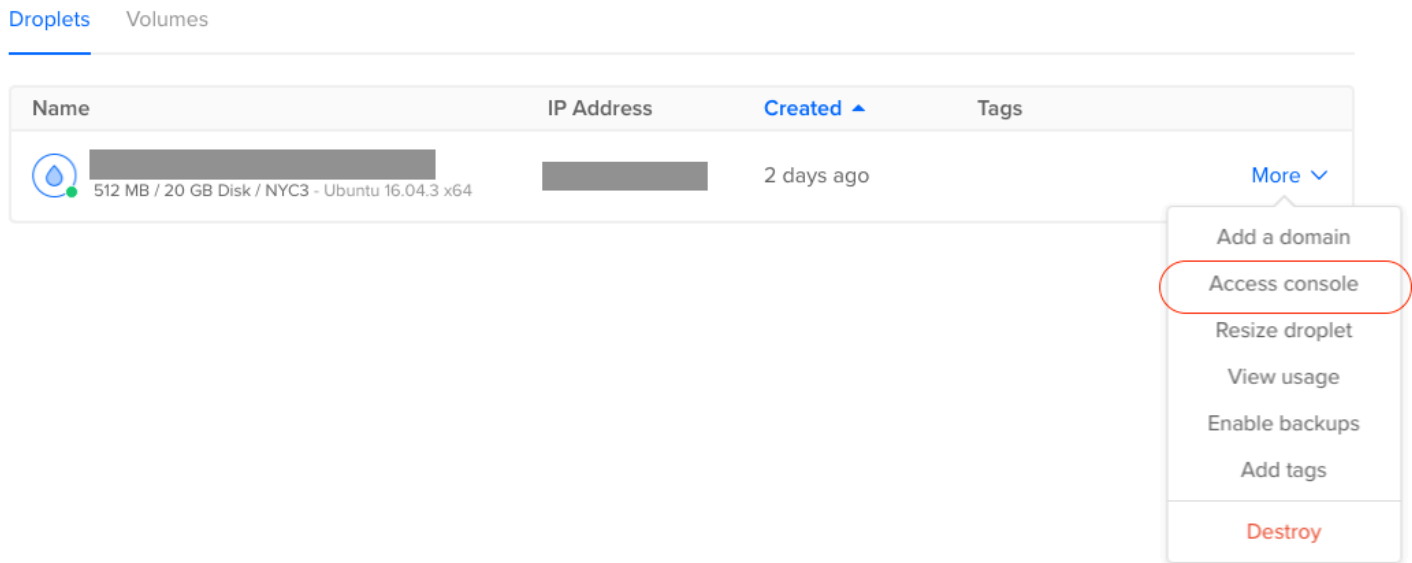 Droplets Volumes
Name IP Address Created Tags
2 days ago More
512 MB / 20 GB Disk / NYC3 - Ubuntu 16.04.3 x64
Add a domain
Access console
Resize droplet
View usage
Enable backups
Add tags
Destroy